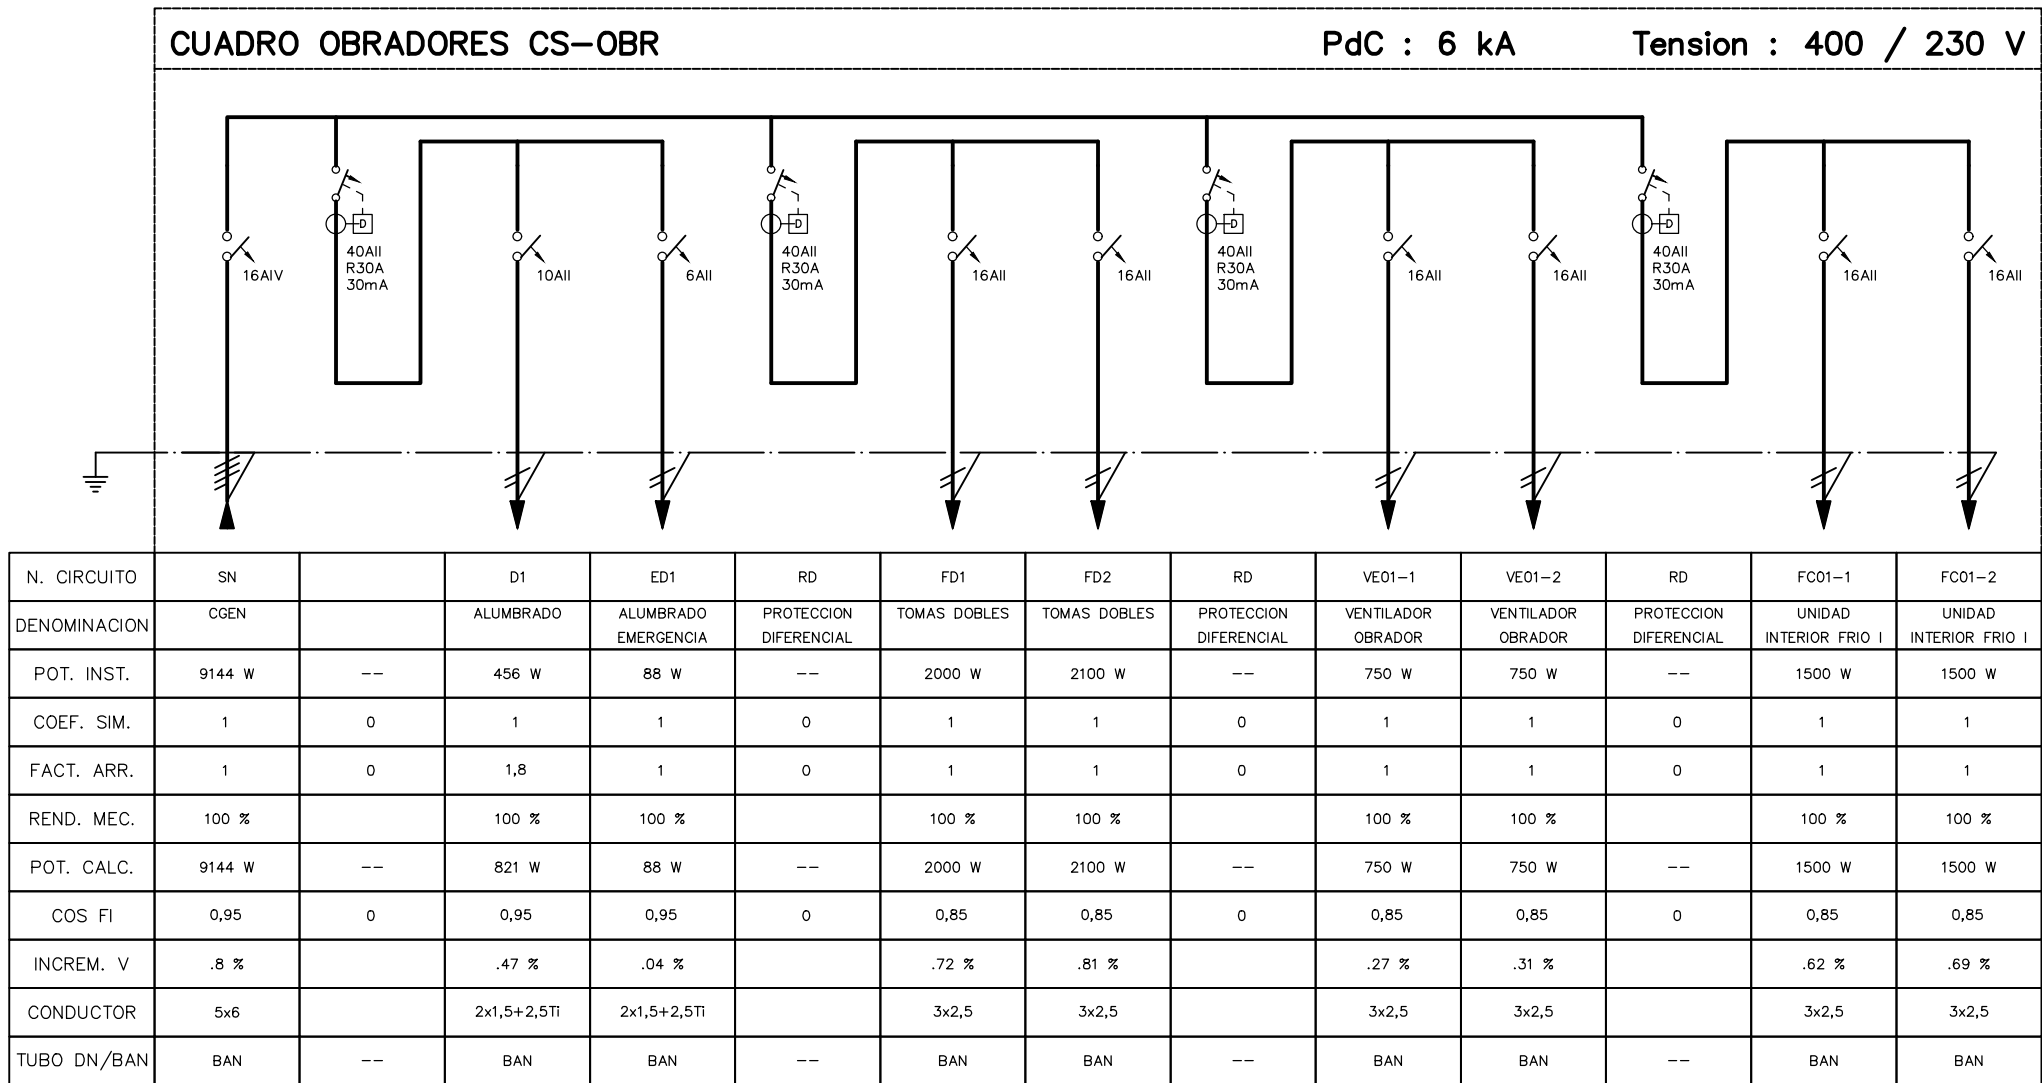 CUADRO OBRADORES CS-OBR PdC : 6 kA Tension : 400 / 230 V
D D D D
40AII 40AII 40AII 40AII
R30A R30A R30A R30A
30mA 30mA 30mA 30mA
16AIV 10AII 6AII 16AII 16AII 16AII 16AII 16AII 16AII
N. CIRCUITO SN D1 ED1 RD FD1 FD2 RD VE01-1 VE01-2 RD FC01-1 FC01-2
DENOMINACION CGEN ALUMBRADO ALUMBRADO PROTECCION TOMAS DOBLES TOMAS DOBLES PROTECCION VENTILADOR VENTILADOR PROTECCION UNIDAD UNIDAD
EMERGENCIA DIFERENCIAL DIFERENCIAL OBRADOR OBRADOR DIFERENCIAL INTERIOR FRIO I INTERIOR FRIO I
POT. INST. 9144 W -- 456 W 88 W -- 2000 W 2100 W -- 750 W 750 W -- 1500 W 1500 W
COEF. SIM. 1 0 1 1 0 1 1 0 1 1 0 1 1
FACT. ARR. 1 0 1,8 1 0 1 1 0 1 1 0 1 1
REND. MEC. 100 % 100 % 100 % 100 % 100 % 100 % 100 % 100 % 100 %
POT. CALC. 9144 W -- 821 W 88 W -- 2000 W 2100 W -- 750 W 750 W -- 1500 W 1500 W
COS FI 0,95 0 0,95 0,95 0 0,85 0,85 0 0,85 0,85 0 0,85 0,85
INCREM. V .8 % .47 % .04 % .72 % .81 % .27 % .31 % .62 % .69 %
CONDUCTOR 5x6 2x1,5+2,5Ti 2x1,5+2,5Ti 3x2,5 3x2,5 3x2,5 3x2,5 3x2,5 3x2,5
TUBO DN/BAN BAN -- BAN BAN -- BAN BAN -- BAN BAN -- BAN BAN